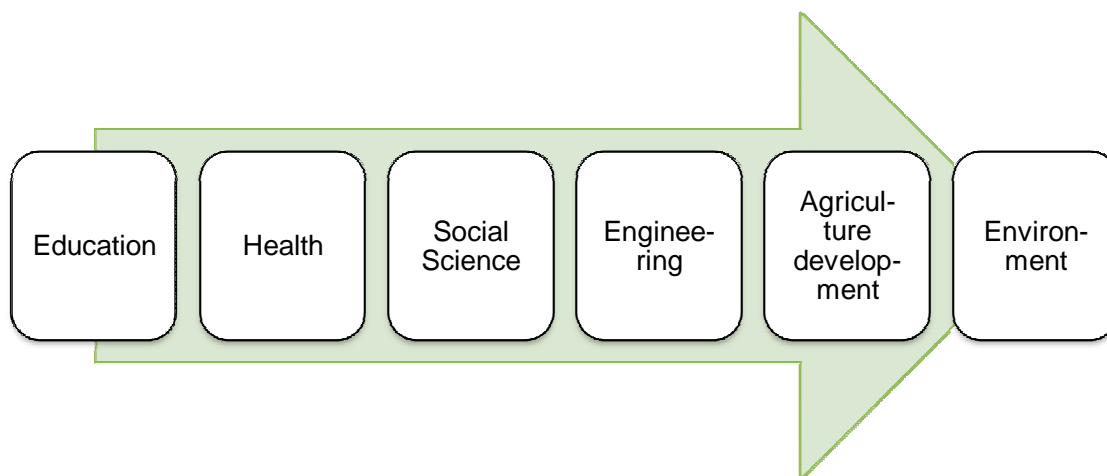 Education
Health
Social
Science
Enginee-
ring
Agricul-
ture
develop-
ment
Environ-
ment